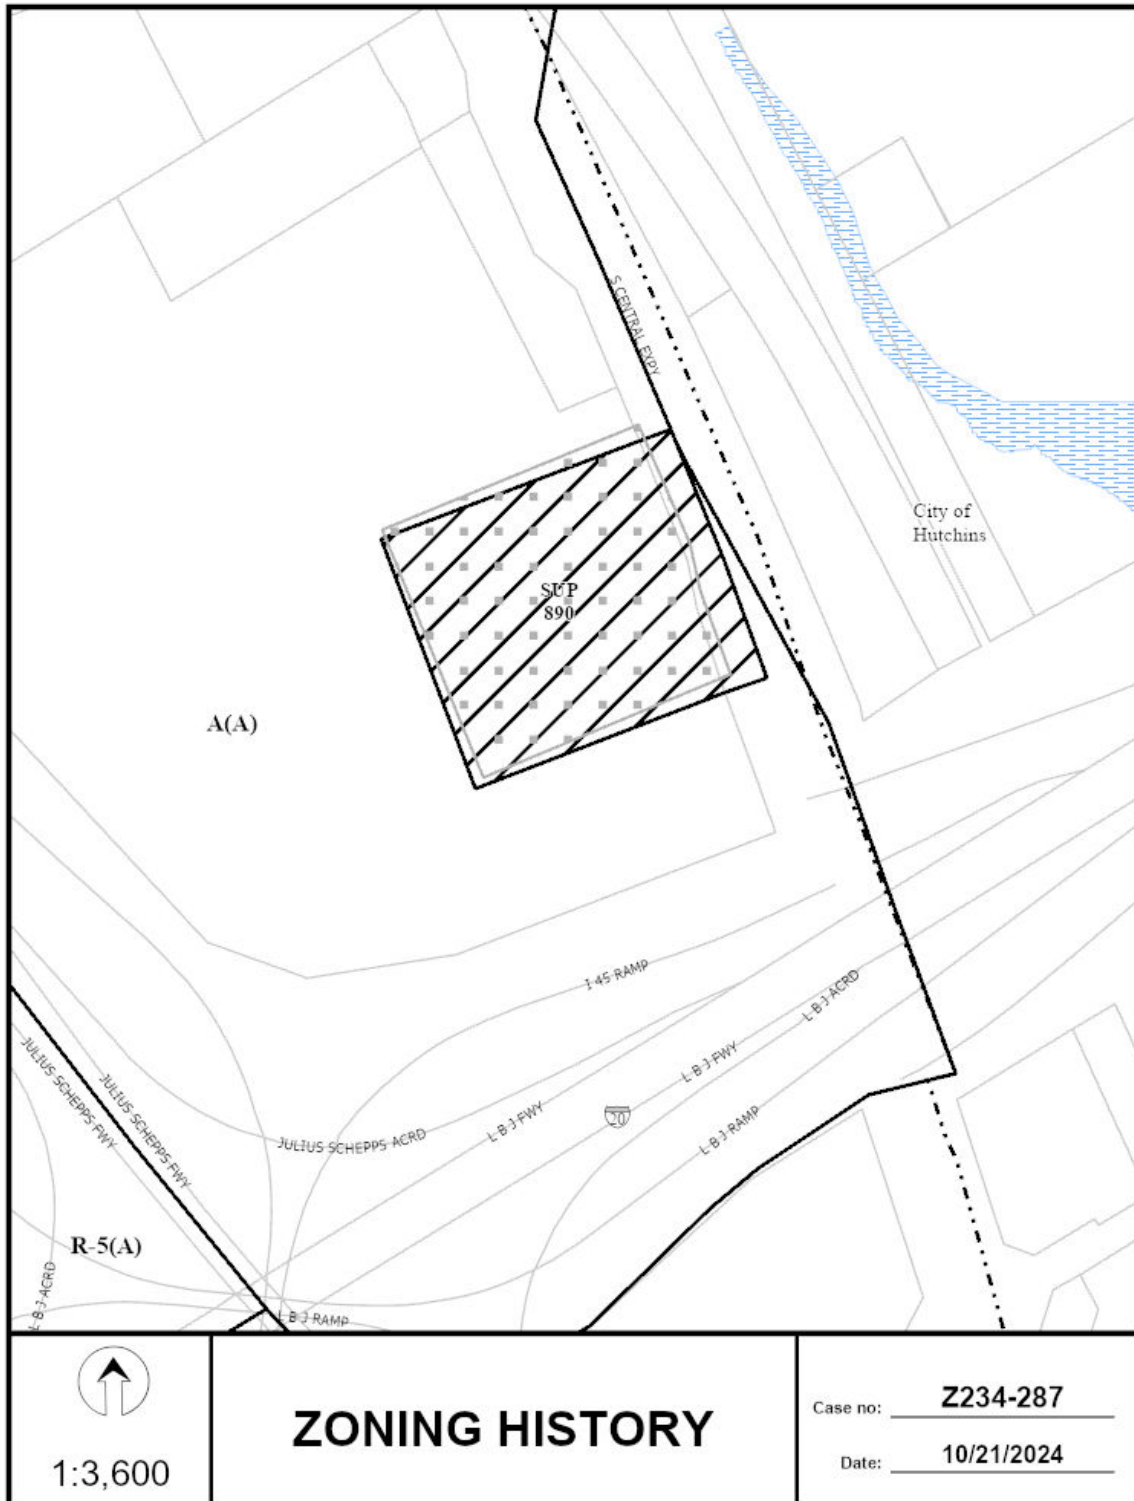 S CENTRAL EXPY
City of
Hutchins
SUP
890
A(A)
I 45 RAMP
L B J ACRD
L B J FWY
JULIUS SCHEPPS FWY
JULIUS SCHEPPS FWY
L B J FWY
20
L B J RAMP
JULIUS SCHEPPS ACRD
R-5(A)
L B J ACRD
L B J RAMP
1:3,600
ZONING HISTORY
Case no: Z234-287
Date: 10/21/2024